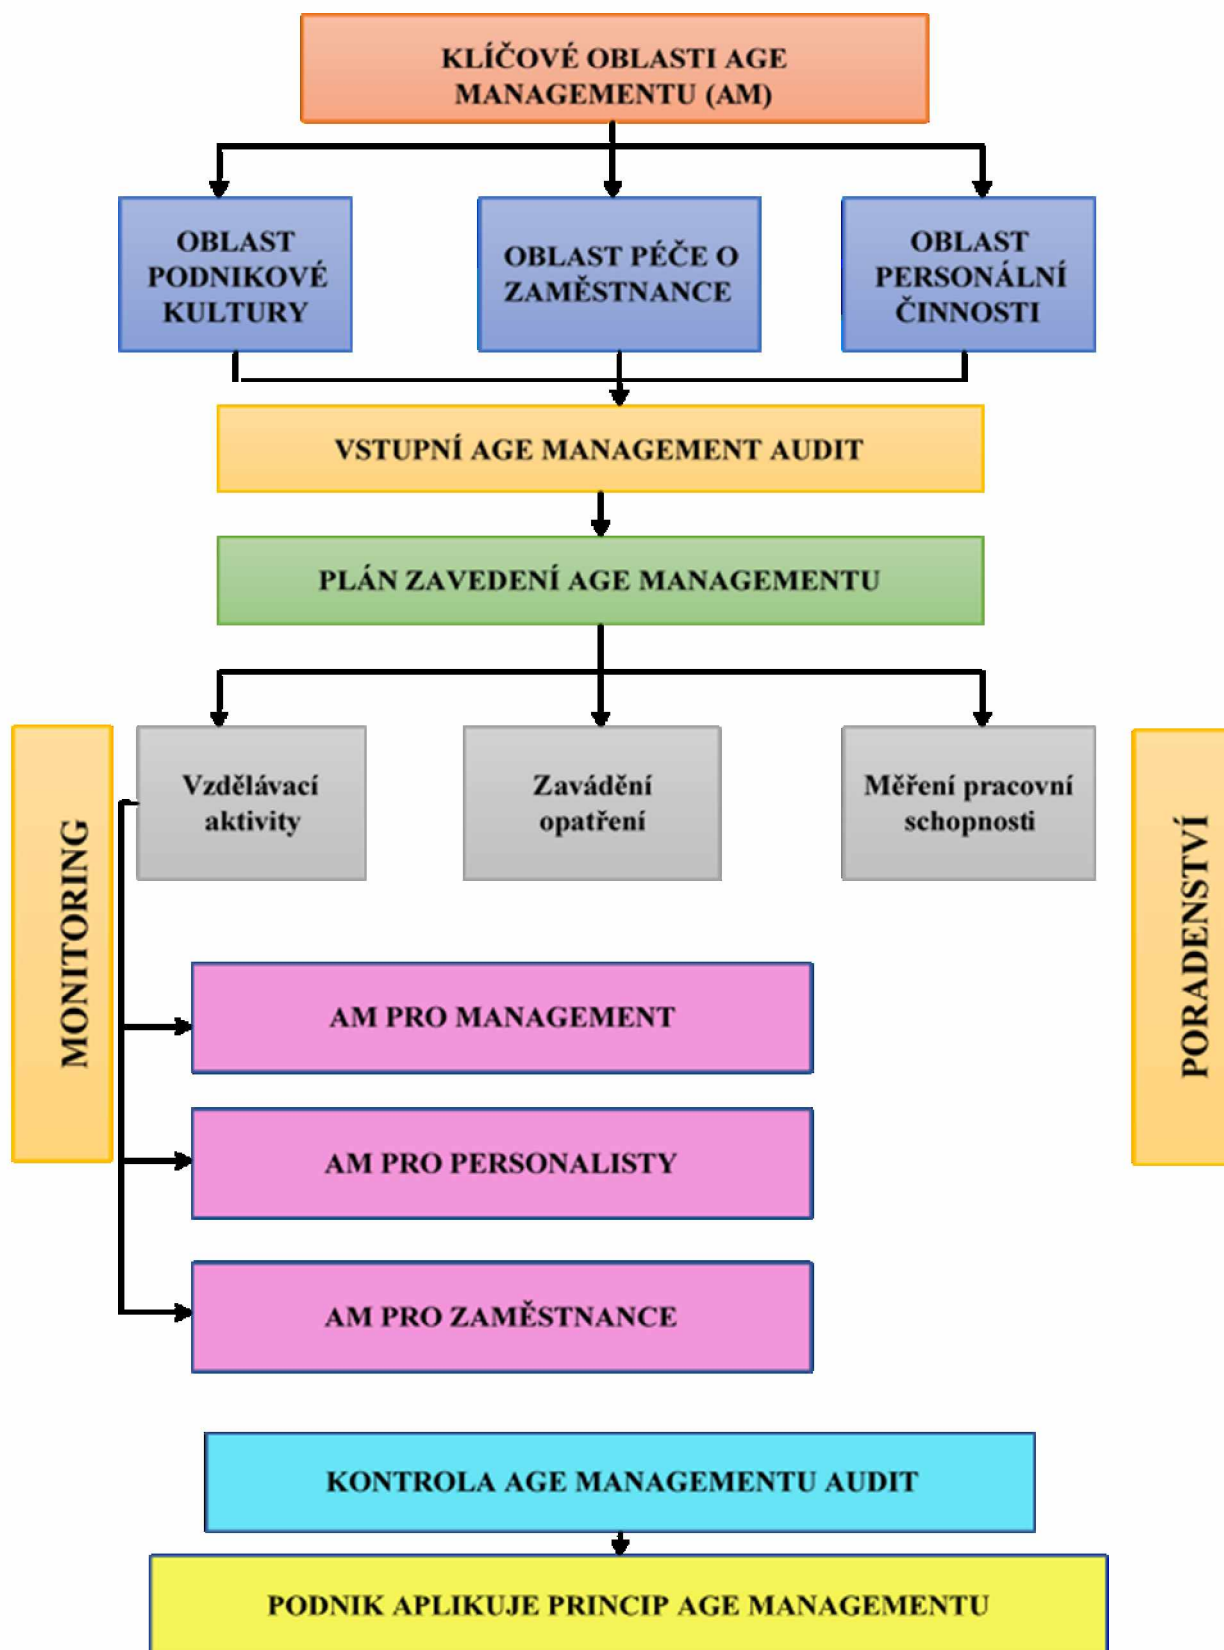 KLÍČOVÉ OBLASTI AGE
MANAGEMENTU (AM)
OBLAST
PODNIKOVÉ
KULTURY
OBLAST PÉČE O
ZAMĚSTNANCE
OBLAST
PERSONÁLNÍ
ČINNOSTI
VSTUPNÍ AGE MANAGEMENT AUDIT
PLÁN ZAVEDENÍ AGE MANAGEMENTU
MONITORING
Vzdělávací
aktivity
Zavádění
opatření
Měření pracovní
schopnosti
PORADENSTVÍ
AM PRO MANAGEMENT
AM PRO PERSONALISTY
AM PRO ZAMĚSTNANCE
KONTROLA AGE MANAGEMENTU AUDIT
PODNIK APLIKUJE PRINCIP AGE MANAGEMENTU